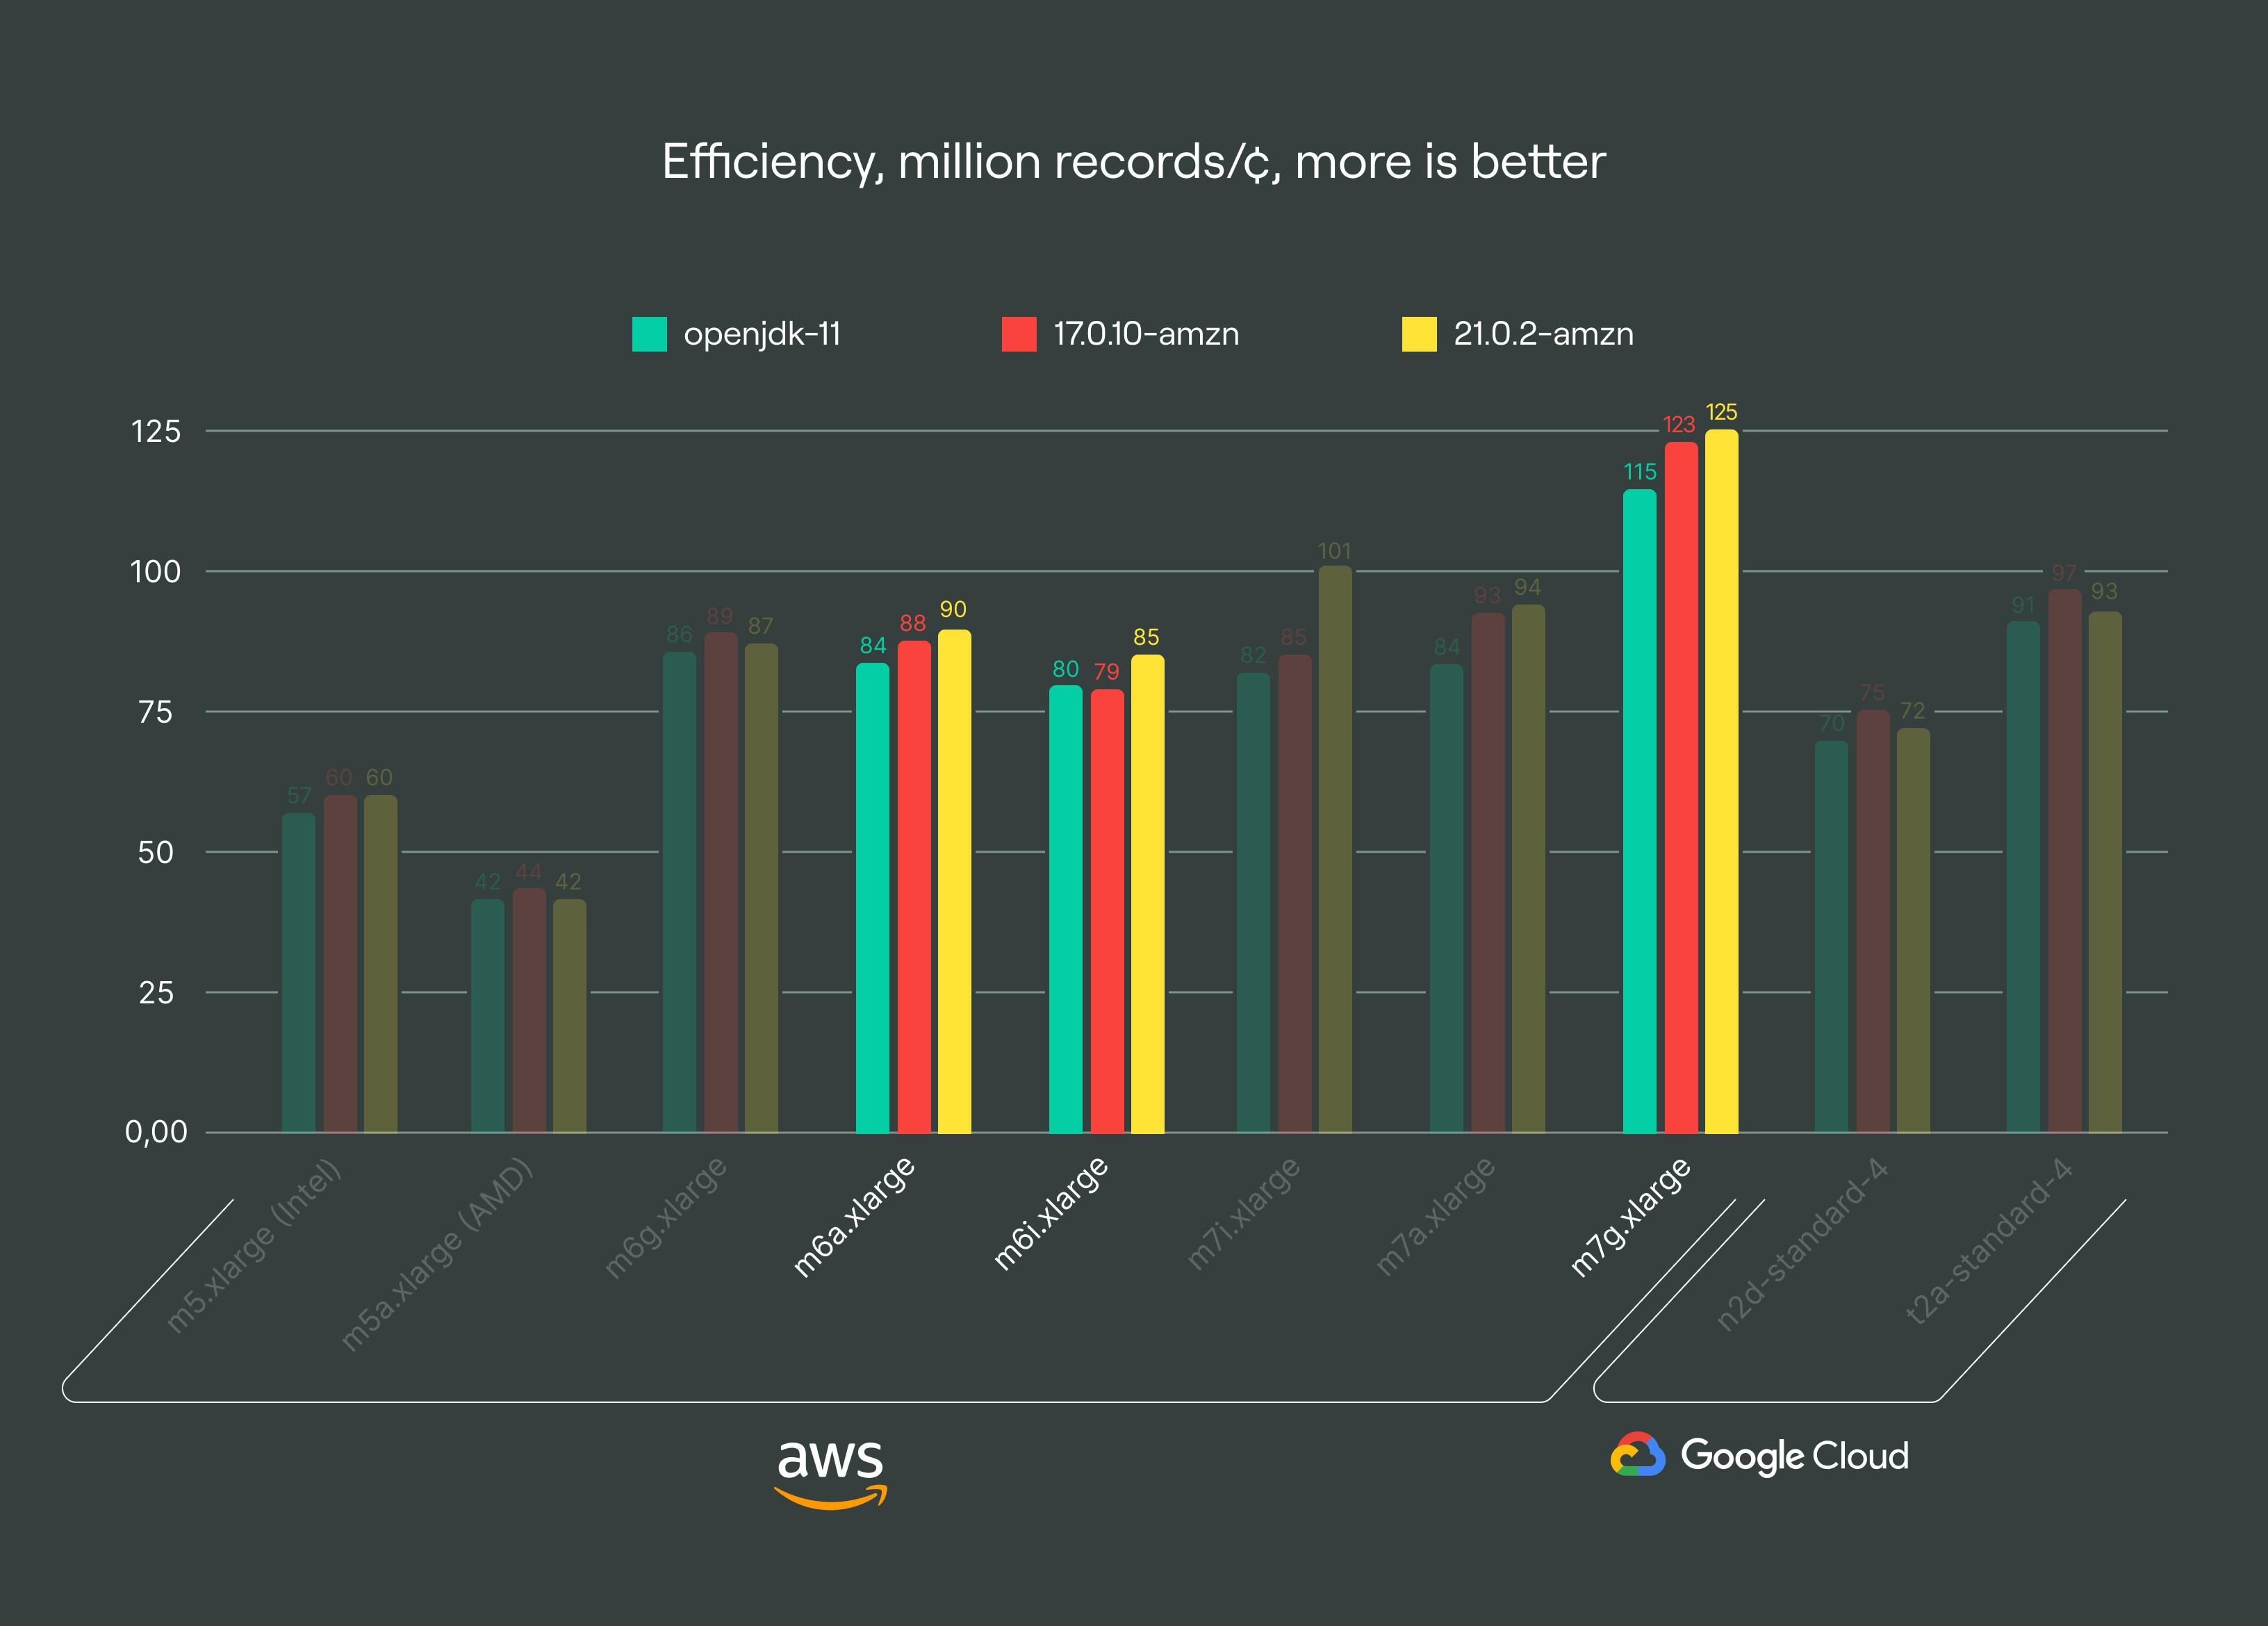 Efficiency, million records/¢, more is better
openjdk-11 17.0.10-amzn 21.0.2-amzn
125
100
75
50
25
0,00
57 60 60
42 44 42
86 89 87
84 88 90
80 79 85
82 85 101
84 93 94
115 123 125
70 75 72
91 97 93
m5.xlarge (Intel)
m5a.xlarge (AMD)
m6g.xlarge
m6a.xlarge
m6i.xlarge
m7i.xlarge
m7a.xlarge
m7g.xlarge
n2d-standard-4
t2a-standard-4
aws
Google Cloud